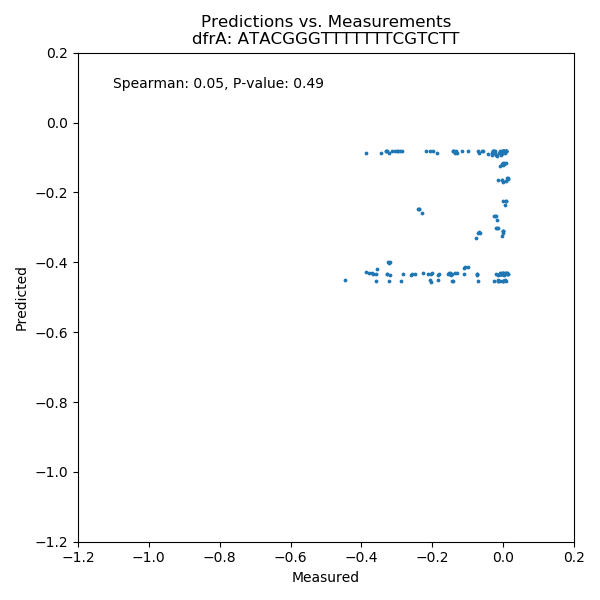 Predictions vs. Measurements
dfrA: ATACGGGTTTTTTTCGTCTT
Spearman: 0.05, P-value: 0.49
0.2
0.0
−0.2
−0.4
−0.6
−0.8
−1.0
−1.2
Predicted
−1.2 −1.0 −0.8 −0.6 −0.4 −0.2 0.0 0.2
Measured